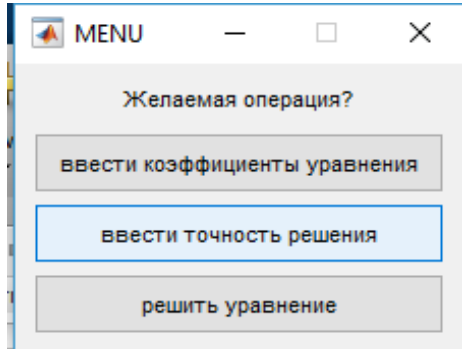 MENU
Желаемая операция?
ввести коэффициенты уравнения
ввести точность решения
решить уравнение